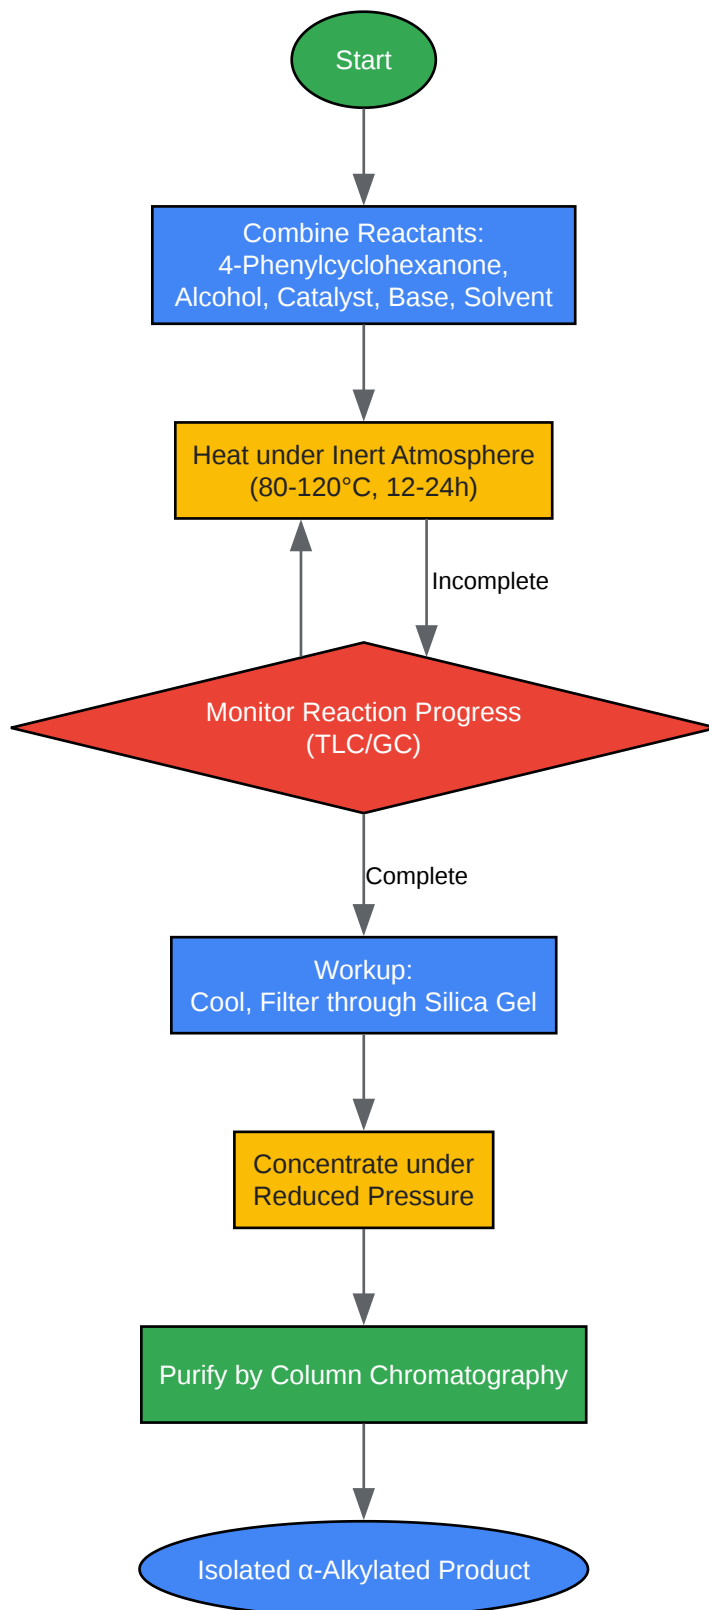 Start
Combine Reactants:
4-Phenylcyclohexanone,
Alcohol, Catalyst, Base, Solvent
Heat under Inert Atmosphere
(80-120°C, 12-24h)
Incomplete
Monitor Reaction Progress
(TLC/GC)
Complete
Workup:
Cool, Filter through Silica Gel
Concentrate under
Reduced Pressure
Purify by Column Chromatography
Isolated α-Alkylated Product